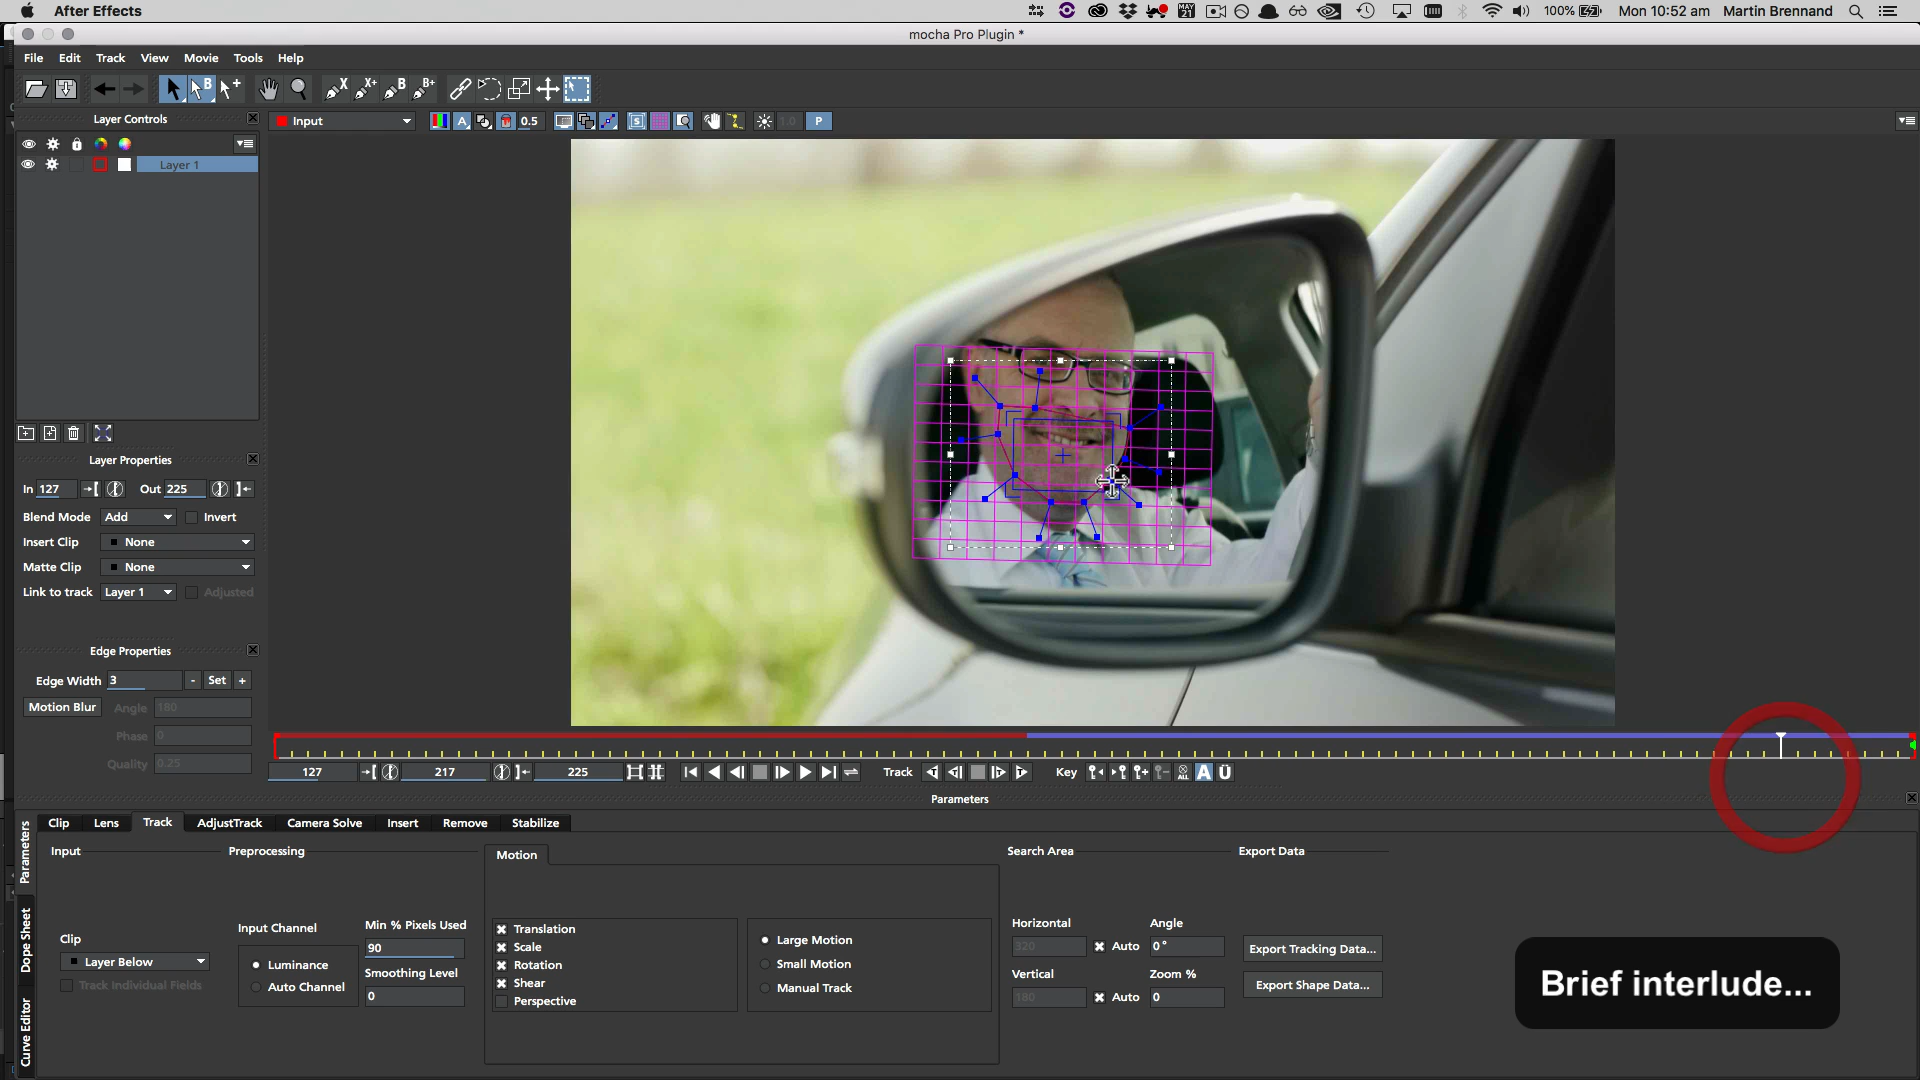 After Effects
MAY 21
100%
Mon 10:52 am
Martin Brennand
mocha Pro Plugin *
File Edit Track View Movie Tools Help
Layer Controls
Input
0.5
1.0
P
Layer 1
Layer Properties
In 127 Out 225
Blend Mode Add Invert
Insert Clip None
Matte Clip None
Link to track Layer 1 Adjusted
Edge Properties
Edge Width 3 - Set +
Motion Blur Angle 180
Phase 0
Quality 0.25
127 217 225 Track Key ALL A Ü
Parameters
Parameters
Dope Sheet
Curve Editor
Clip Lens Track AdjustTrack Camera Solve Insert Remove Stabilize
Input
Clip
Layer Below
Track Individual Fields
Preprocessing
Input Channel
Luminance
Auto Channel
Min % Pixels Used
90
Smoothing Level
0
Motion
Translation
Scale
Rotation
Shear
Perspective
Large Motion
Small Motion
Manual Track
Search Area
Horizontal Angle
320 Auto 0°
Vertical Zoom %
180 Auto 0
Export Data
Export Tracking Data...
Export Shape Data...
Brief interlude...